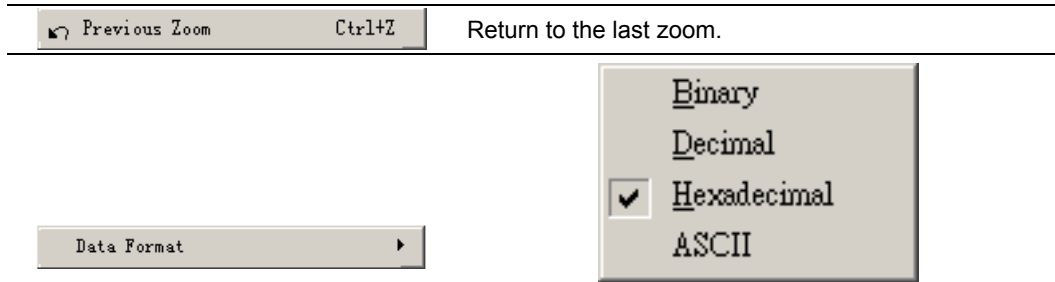 Previous Zoom Ctrl+Z Return to the last zoom.
Binary
Decimal
Hexadecimal
ASCII
Data Format